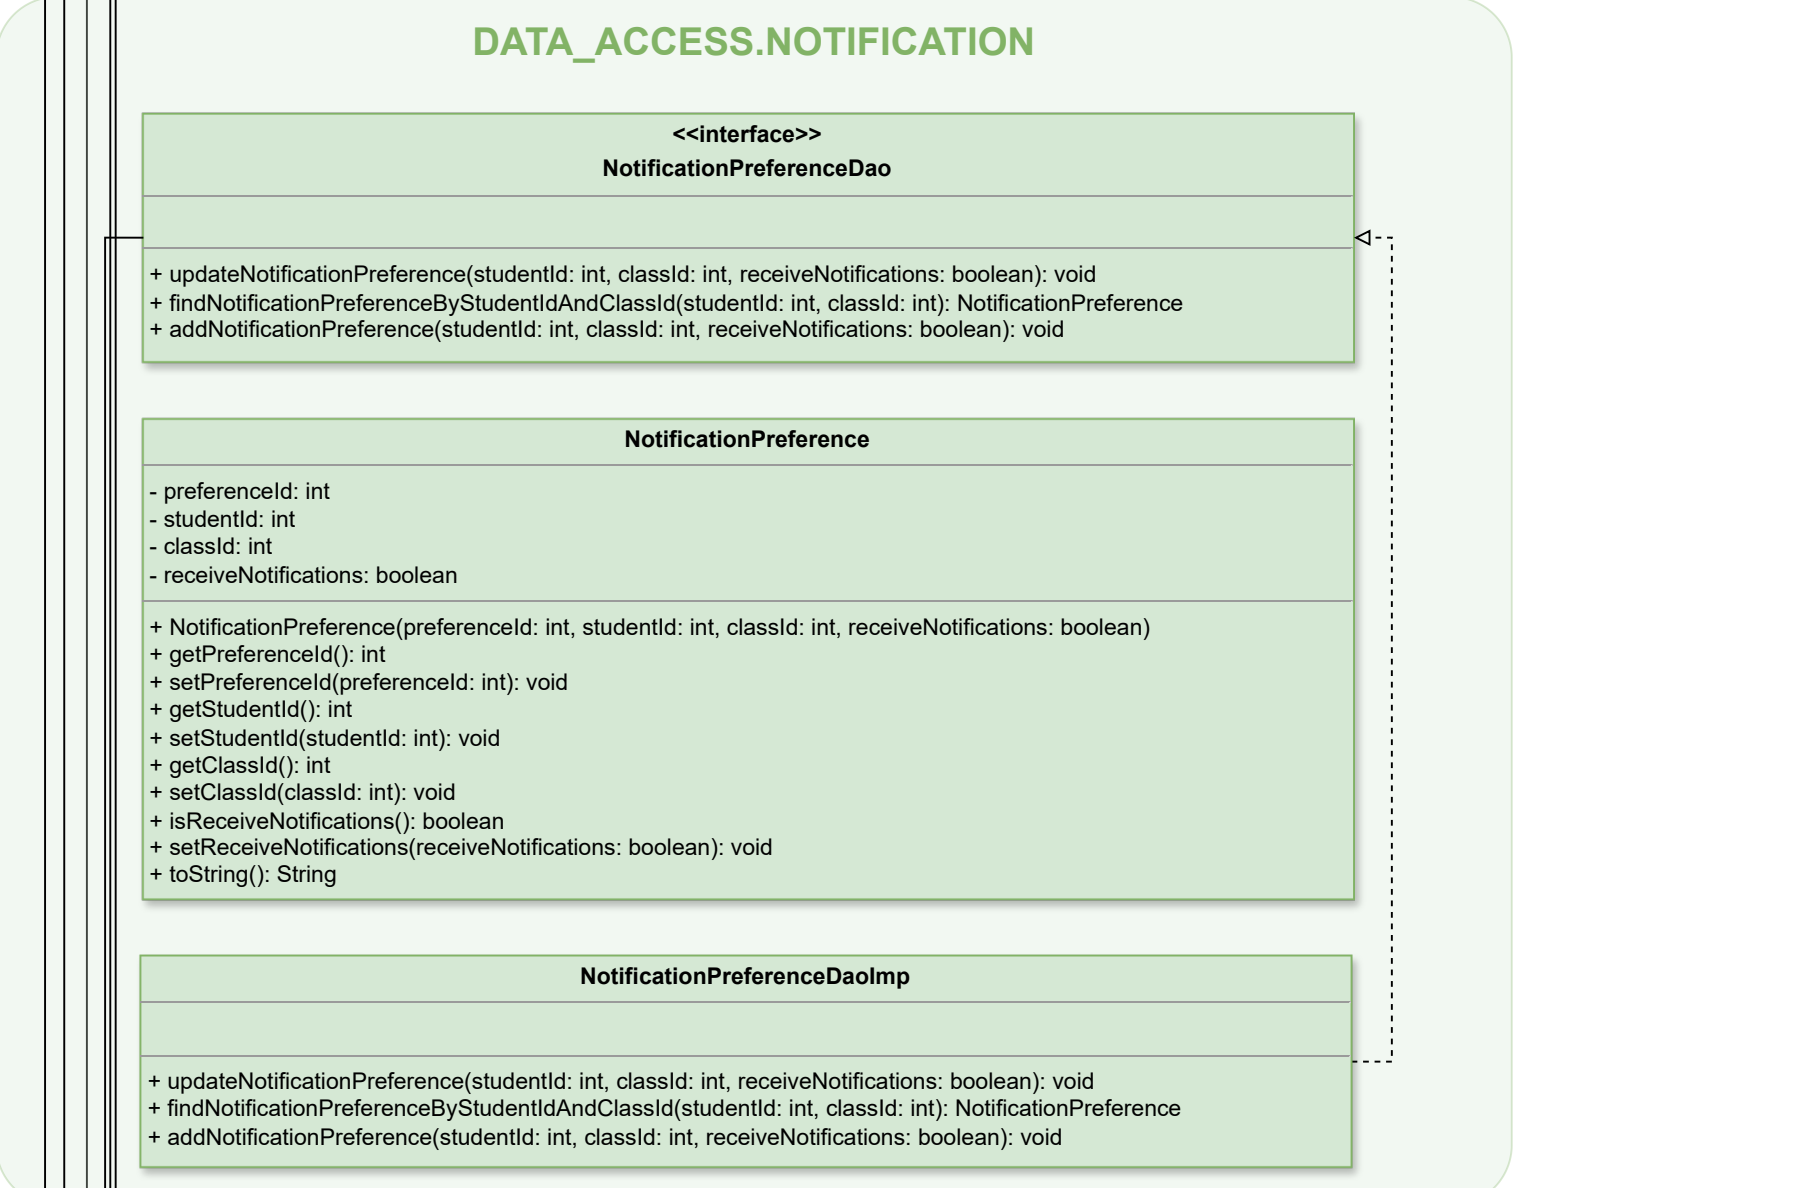 DATA_ACCESS.NOTIFICATION
<<interface>>
NotificationPreferenceDao
+ updateNotificationPreference(studentId: int, classId: int, receiveNotifications: boolean): void
+ findNotificationPreferenceByStudentIdAndClassId(studentId: int, classId: int): NotificationPreference
+ addNotificationPreference(studentId: int, classId: int, receiveNotifications: boolean): void
NotificationPreference
- preferenceId: int
- studentId: int
- classId: int
- receiveNotifications: boolean
+ NotificationPreference(preferenceId: int, studentId: int, classId: int, receiveNotifications: boolean)
+ getPreferenceId(): int
+ setPreferenceId(preferenceId: int): void
+ getStudentId(): int
+ setStudentId(studentId: int): void
+ getClassId(): int
+ setClassId(classId: int): void
+ isReceiveNotifications(): boolean
+ setReceiveNotifications(receiveNotifications: boolean): void
+ toString(): String
NotificationPreferenceDaoImp
+ updateNotificationPreference(studentId: int, classId: int, receiveNotifications: boolean): void
+ findNotificationPreferenceByStudentIdAndClassId(studentId: int, classId: int): NotificationPreference
+ addNotificationPreference(studentId: int, classId: int, receiveNotifications: boolean): void